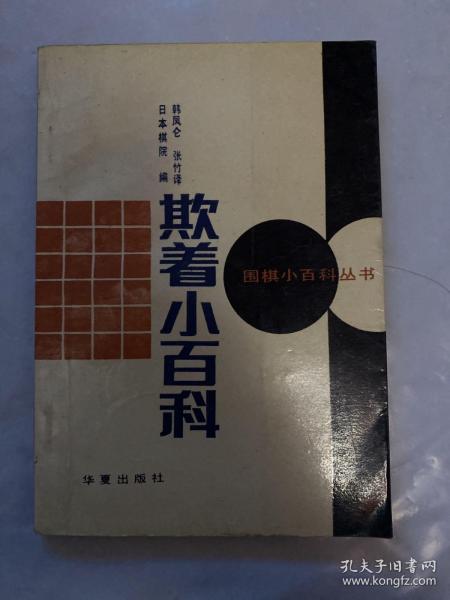 韩凤仑 张竹译
日本棋院 编
欺着小百科
围棋小百科丛书
华夏出版社
孔夫子旧书网
www.kongfz.com